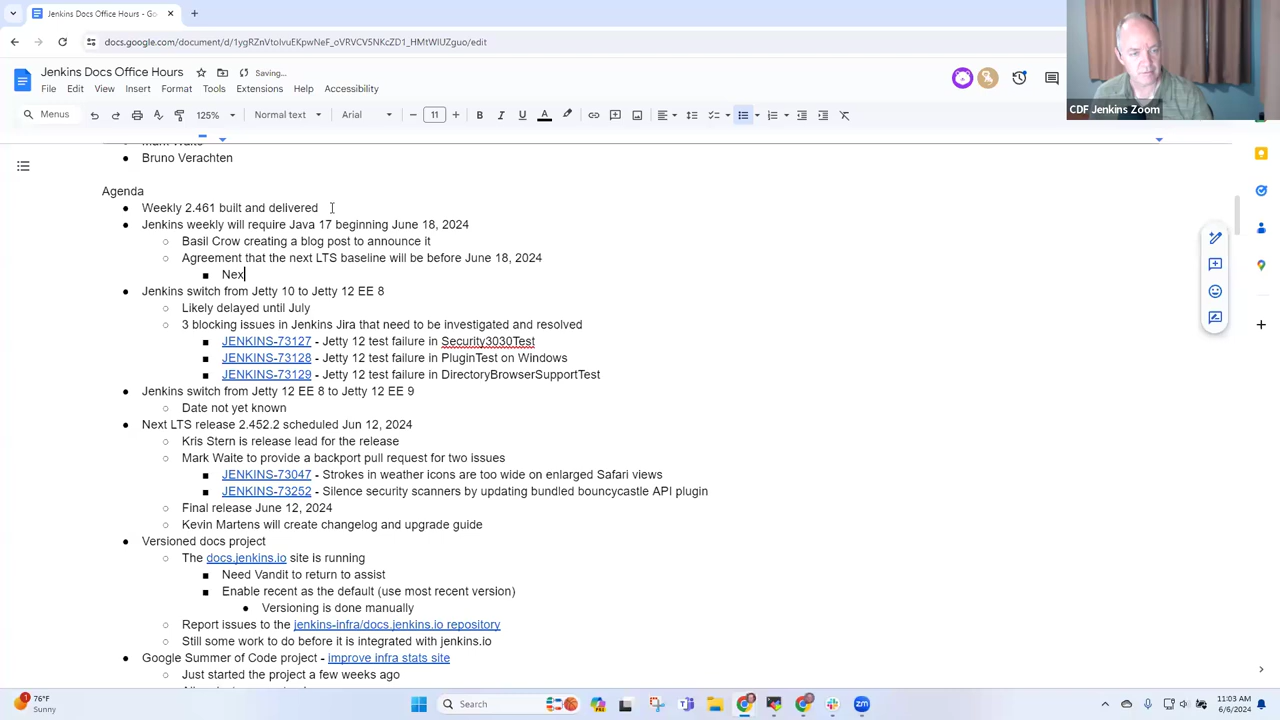 Jenkins Docs Office Hours - Go
docs.google.com/document/d/1ygRZnVtolvuEKpwNeF_oVRVCV5NKcZD1_HMtWlUZguo/edit
Jenkins Docs Office Hours
Saving...
File Edit View Insert Format Tools Extensions Help Accessibility
Menus 125% Normal text Arial 11
CDF Jenkins Zoom
Bruno Verachten
Agenda
Weekly 2.461 built and delivered
Jenkins weekly will require Java 17 beginning June 18, 2024
Basil Crow creating a blog post to announce it
Agreement that the next LTS baseline will be before June 18, 2024
Nex
Jenkins switch from Jetty 10 to Jetty 12 EE 8
Likely delayed until July
3 blocking issues in Jenkins Jira that need to be investigated and resolved
JENKINS-73127 - Jetty 12 test failure in Security3030Test
JENKINS-73128 - Jetty 12 test failure in PluginTest on Windows
JENKINS-73129 - Jetty 12 test failure in DirectoryBrowserSupportTest
Jenkins switch from Jetty 12 EE 8 to Jetty 12 EE 9
Date not yet known
Next LTS release 2.452.2 scheduled Jun 12, 2024
Kris Stern is release lead for the release
Mark Waite to provide a backport pull request for two issues
JENKINS-73047 - Strokes in weather icons are too wide on enlarged Safari views
JENKINS-73252 - Silence security scanners by updating bundled bouncycastle API plugin
Final release June 12, 2024
Kevin Martens will create changelog and upgrade guide
Versioned docs project
The docs.jenkins.io site is running
Need Vandit to return to assist
Enable recent as the default (use most recent version)
Versioning is done manually
Report issues to the jenkins-infra/docs.jenkins.io repository
Still some work to do before it is integrated with jenkins.io
Google Summer of Code project - improve infra stats site
Just started the project a few weeks ago
76°F
Sunny
Search
11:03 AM
6/6/2024